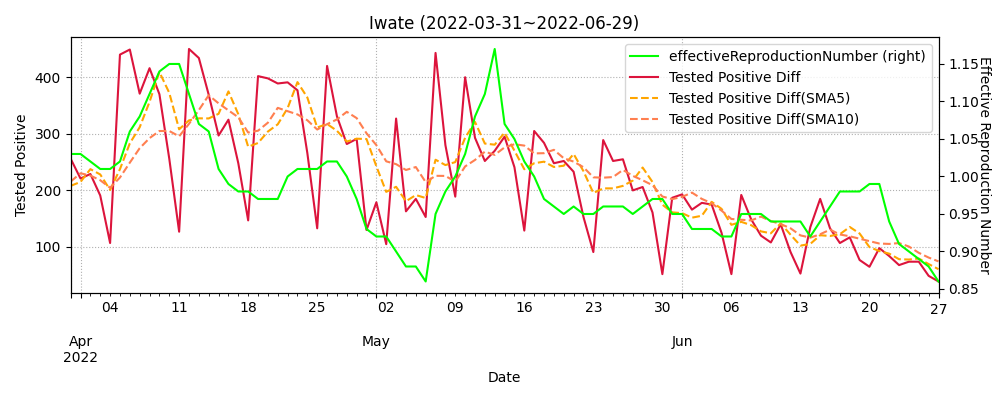 Iwate (2022-03-31~2022-06-29)
effectiveReproductionNumber (right)
Tested Positive Diff
Tested Positive Diff(SMA5)
Tested Positive Diff(SMA10)
Tested Positive
400
300
200
100
1.15
1.10
1.05
1.00
0.95
0.90
0.85
Effective Reproduction Number
04 11 18 25 02 09 16 23 30 06 13 20 27
Apr May Jun
2022
Date